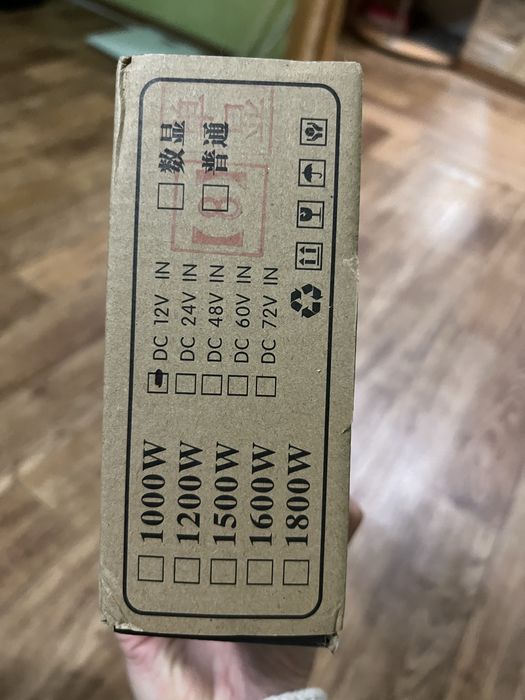 1000W
1200W
1500W
1600W
1800W
DC 12V IN
DC 24V IN
DC 48V IN
DC 60V IN
DC 72V IN
数显
普通